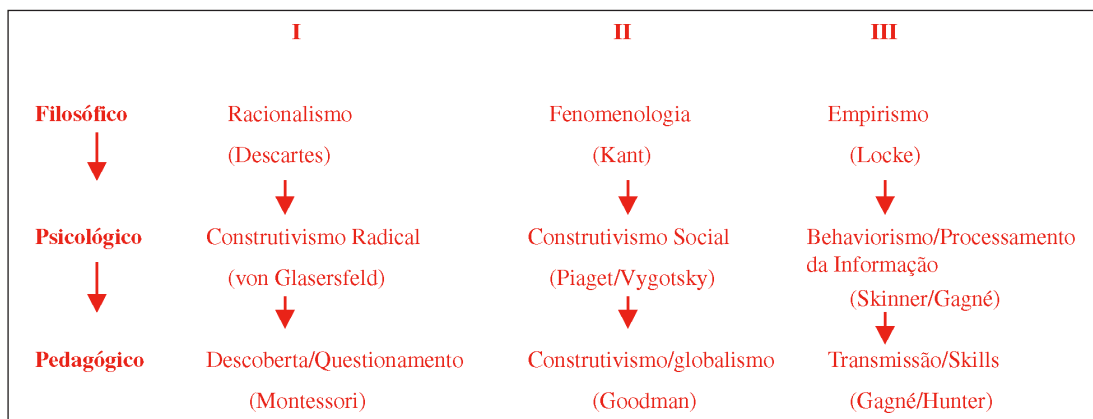 I II III
Filosófico Racionalismo Fenomenologia Empirismo
(Descartes) (Kant) (Locke)
Psicológico Construtivismo Radical Construtivismo Social Behaviorismo/Processamento
da Informação
(von Glasersfeld) (Piaget/Vygotsky)
(Skinner/Gagné)
Pedagógico Descoberta/Questionamento Construtivismo/globalismo Transmissão/Skills
(Montessori) (Goodman) (Gagné/Hunter)